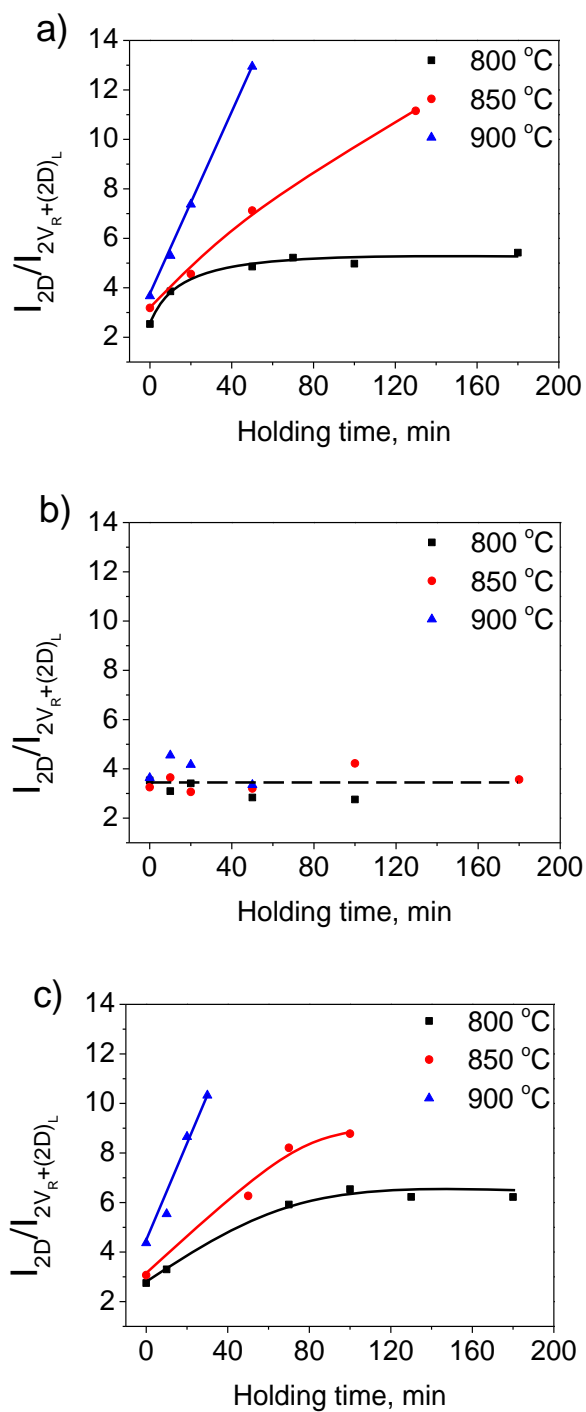 a)
14
12
10
8
6
4
2
0 40 80 120 160 200
800 °C
850 °C
900 °C
I2D/I2VR+(2D)L
Holding time, min
b)
14
12
10
8
6
4
2
0 40 80 120 160 200
800 °C
850 °C
900 °C
I2D/I2VR+(2D)L
Holding time, min
c)
14
12
10
8
6
4
2
0 40 80 120 160 200
800 °C
850 °C
900 °C
I2D/I2VR+(2D)L
Holding time, min